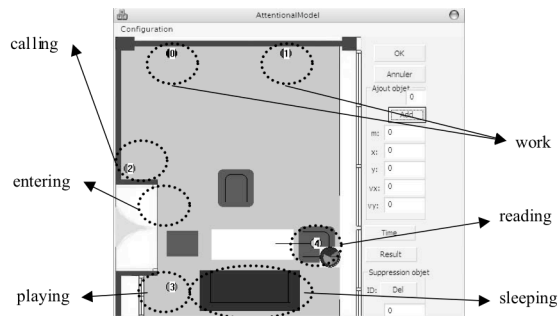 AttentionalModel
Configuration
calling
(0)
(1)
OK
Annuler
Ajout objet
0
Add
m: 0
work
x: 0
(2)
y: 0
entering
vx: 0
vy: 0
reading
Time
(4)
Result
Suppression objet
playing
(3)
ID: Del
sleeping
0